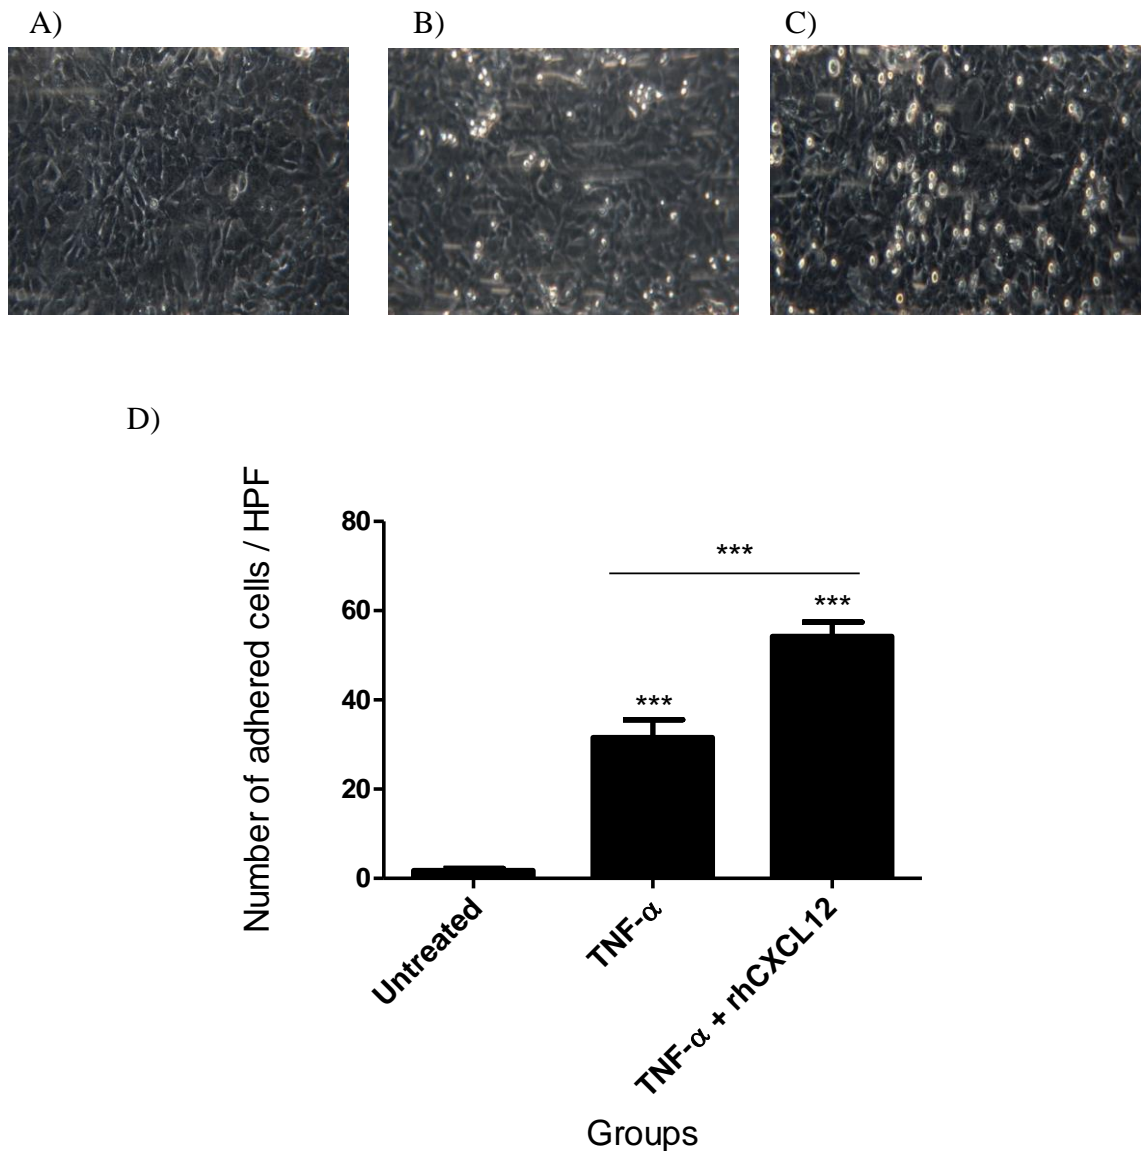 A)
B)
C)
D)
Number of adhered cells / HPF
80
60
40
20
0
***
***
***
Untreated
TNF-α
TNF-α + rhCXCL12
Groups